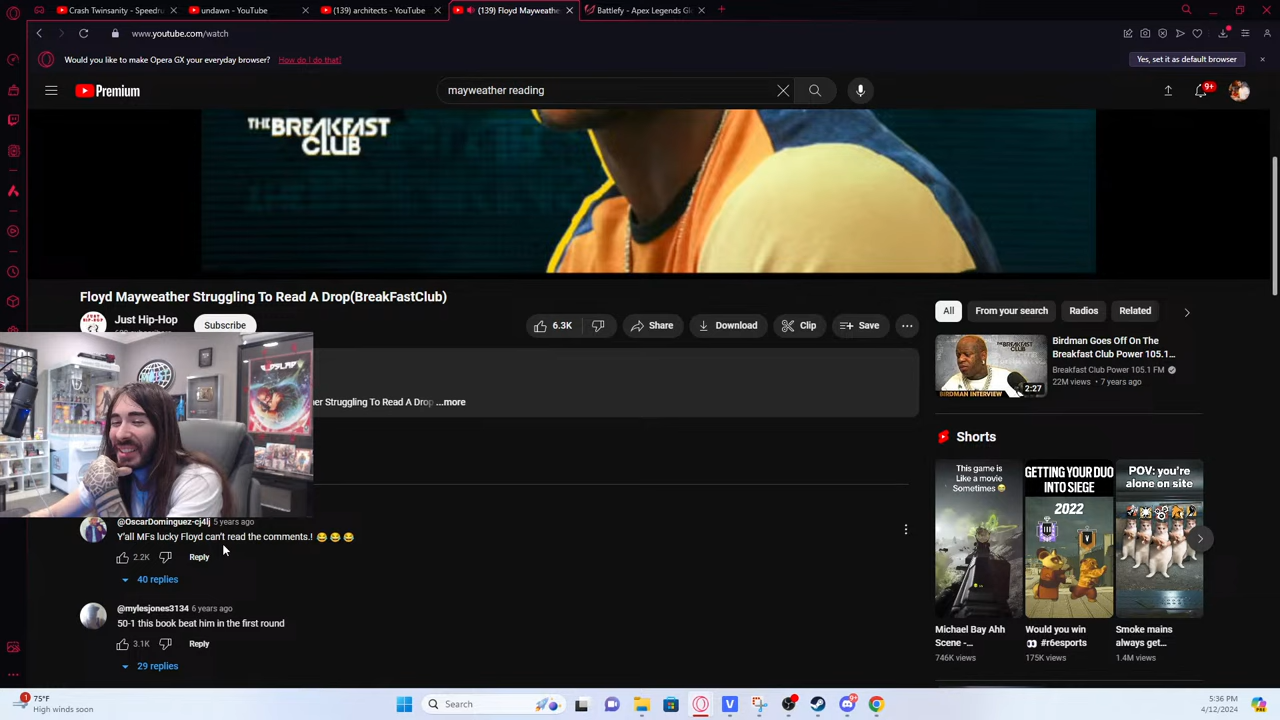 Crash Twinsanity - Speedru
undawn - YouTube
(139) architects - YouTube
(139) Floyd Mayweathe
Battlefy - Apex Legends Gl
www.youtube.com/watch
Would you like to make Opera GX your everyday browser? How do I do that?
Yes, set it as default browser
Premium
mayweather reading
9+
THE BREAKFAST
CLUB
Floyd Mayweather Struggling To Read A Drop(BreakFastClub)
Just Hip-Hop
Subscribe
6.3K
Share
Download
Clip
Save
All
From your search
Radios
Related
er Struggling To Read A Drop ...more
Birdman Goes Off On The
Breakfast Club Power 105.1...
Breakfast Club Power 105.1 FM
22M views • 7 years ago
THE BREAKFAST CLUB
BIRDMAN INTERVIEW
2:27
Shorts
This game is
Like a movie
Sometimes
GETTING YOUR DUO
INTO SIEGE
2022
POV: you're
alone on site
Michael Bay Ahh
Scene -...
746K views
Would you win
👀 #r6esports
175K views
Smoke mains
always get...
1.4M views
@OscarDominguez-cj4lj 5 years ago
Y'all MFs lucky Floyd can't read the comments.! 😂 😂 😂
2.2K
Reply
40 replies
@mylesjones3134 6 years ago
50-1 this book beat him in the first round
3.1K
Reply
29 replies
1
75°F
High winds soon
Search
9+
5:36 PM
4/12/2024